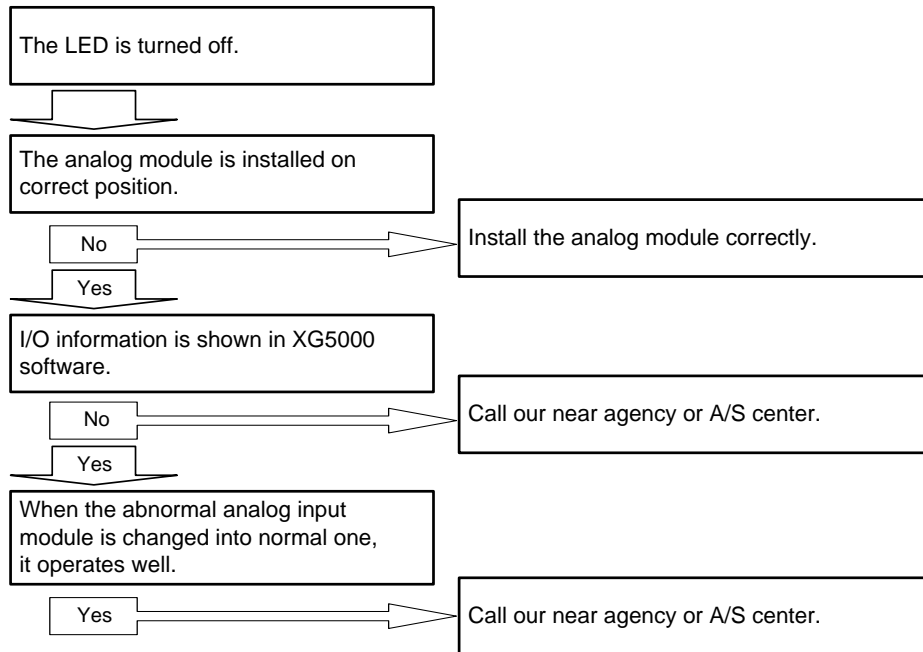 The LED is turned off.
The analog module is installed on
correct position.
No
Install the analog module correctly.
Yes
I/O information is shown in XG5000
software.
No
Call our near agency or A/S center.
Yes
When the abnormal analog input
module is changed into normal one,
it operates well.
Yes
Call our near agency or A/S center.